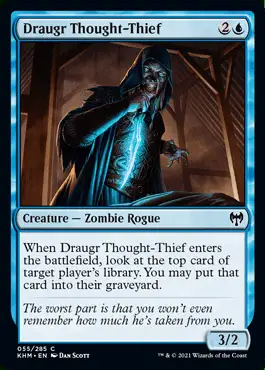 Draugr Thought-Thief 2
Creature — Zombie Rogue
When Draugr Thought-Thief enters
the battlefield, look at the top card of
target player's library. You may put that
card into their graveyard.
The worst part is that you won't even
remember how much he's taken from you.
3/2
055/285 C
KHM • EN DAN SCOTT
™ & © 2021 Wizards of the Coast